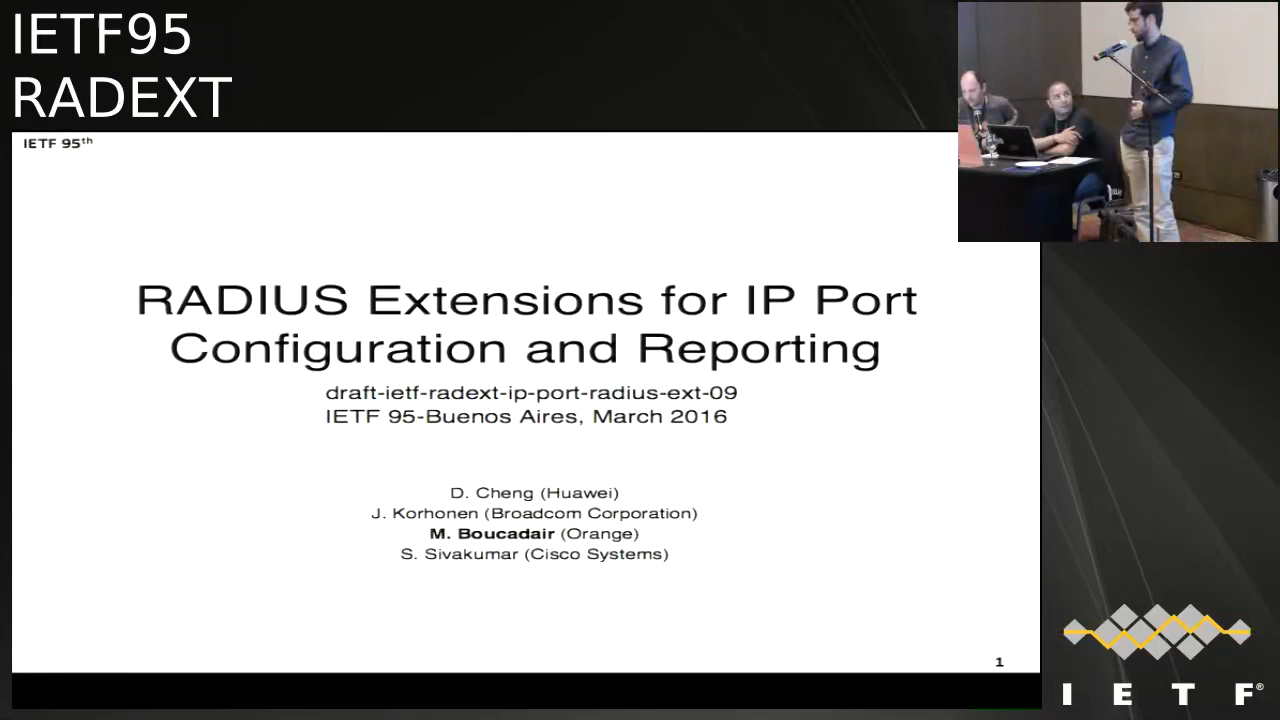 IETF95
RADEXT
IETF 95th
RADIUS Extensions for IP Port
Configuration and Reporting
draft-ietf-radext-ip-port-radius-ext-09
IETF 95-Buenos Aires, March 2016
D. Cheng (Huawei)
J. Korhonen (Broadcom Corporation)
M. Boucadair (Orange)
S. Sivakumar (Cisco Systems)
1
I E T F®